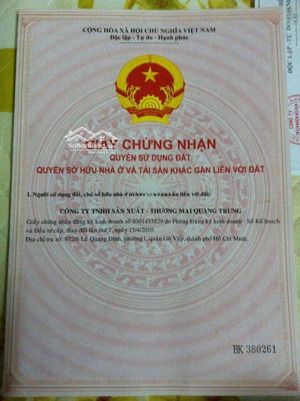 CỘNG HÒA XÃ HỘI CHỦ NGHĨA VIỆT NAM
Độc lập - Tự do - Hạnh phúc
GIẤY CHỨNG NHẬN
QUYỀN SỬ DỤNG ĐẤT
QUYỀN SỞ HỮU NHÀ Ở VÀ TÀI SẢN KHÁC GẮN LIỀN VỚI ĐẤT
I. Người sử dụng đất, chủ sở hữu nhà ở và tài sản khác gắn liền với đất:
CÔNG TY TNHH SẢN XUẤT - THƯƠNG MẠI QUANG TRUNG
Giấy chứng nhận đăng ký kinh doanh số 0301455829 do Phòng Đăng ký kinh doanh - Sở Kế hoạch
và Đầu tư cấp, thay đổi lần thứ 7, ngày 15/4/2010.
Địa chỉ trụ sở: 672/6 Lê Quang Định, phường 1, quận Gò Vấp, thành phố Hồ Chí Minh.
BK 380261